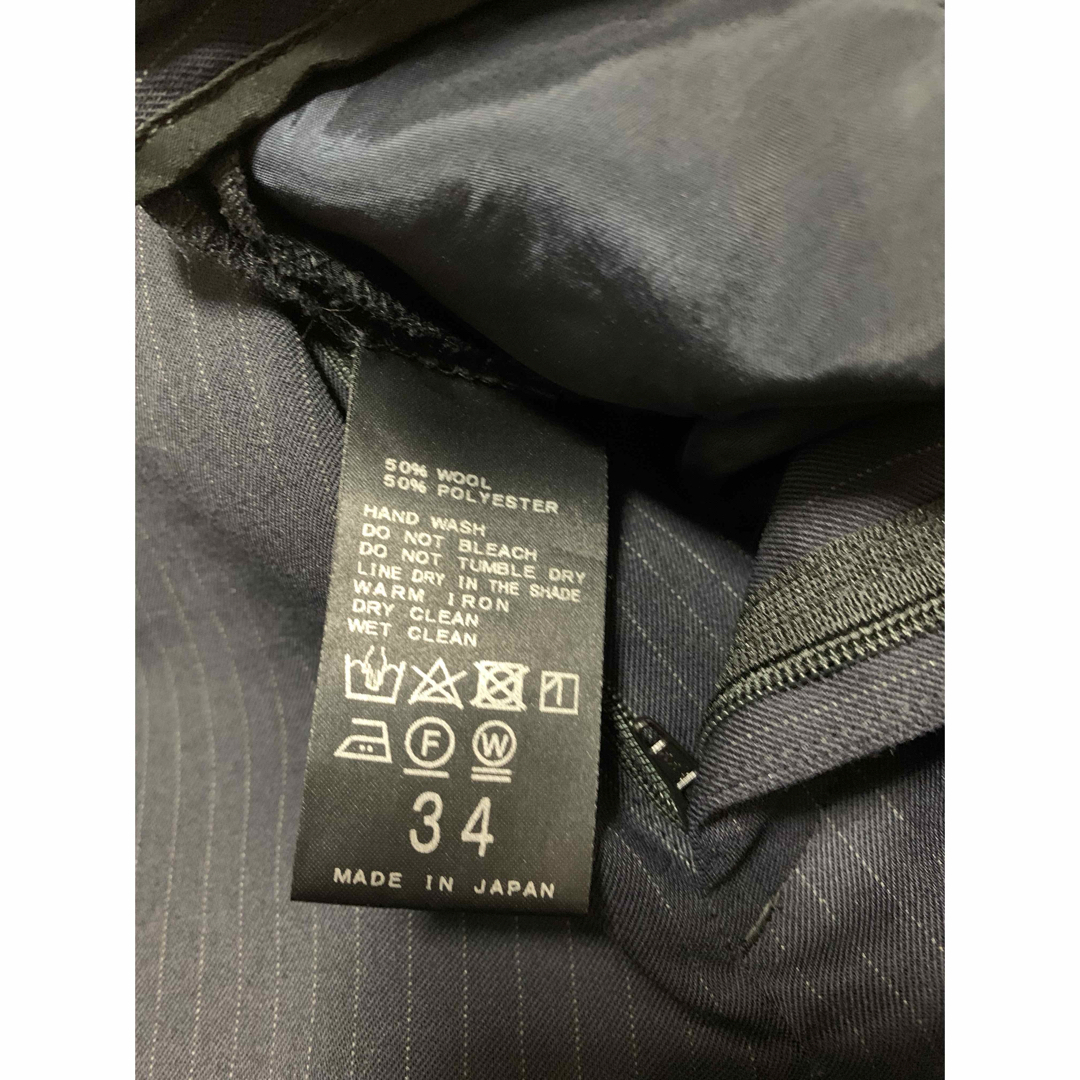 50% WOOL
50% POLYESTER
HAND WASH
DO NOT BLEACH
DO NOT TUMBLE DRY
LINE DRY IN THE SHADE
WARM IRON
DRY CLEAN
WET CLEAN
F W
34
MADE IN JAPAN